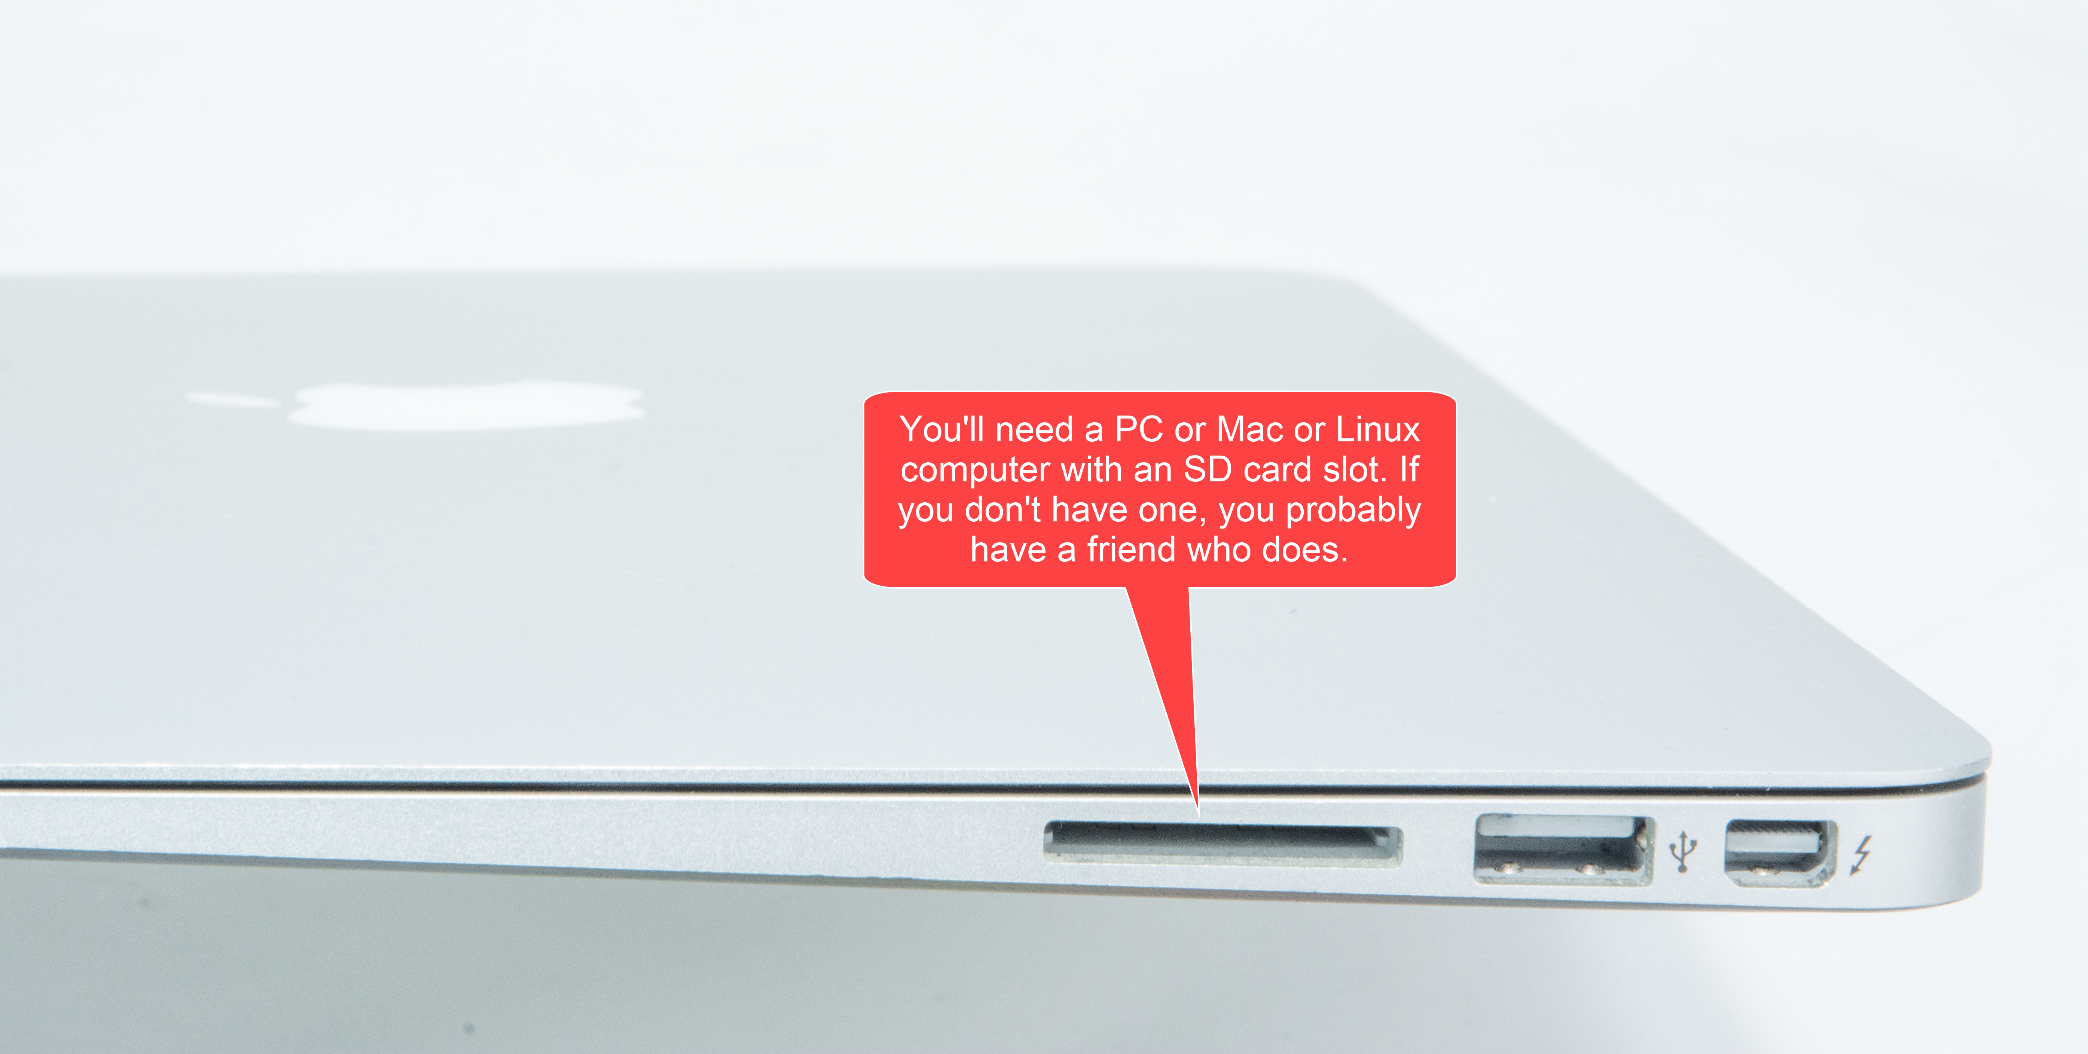 You'll need a PC or Mac or Linux
computer with an SD card slot. If
you don't have one, you probably
have a friend who does.